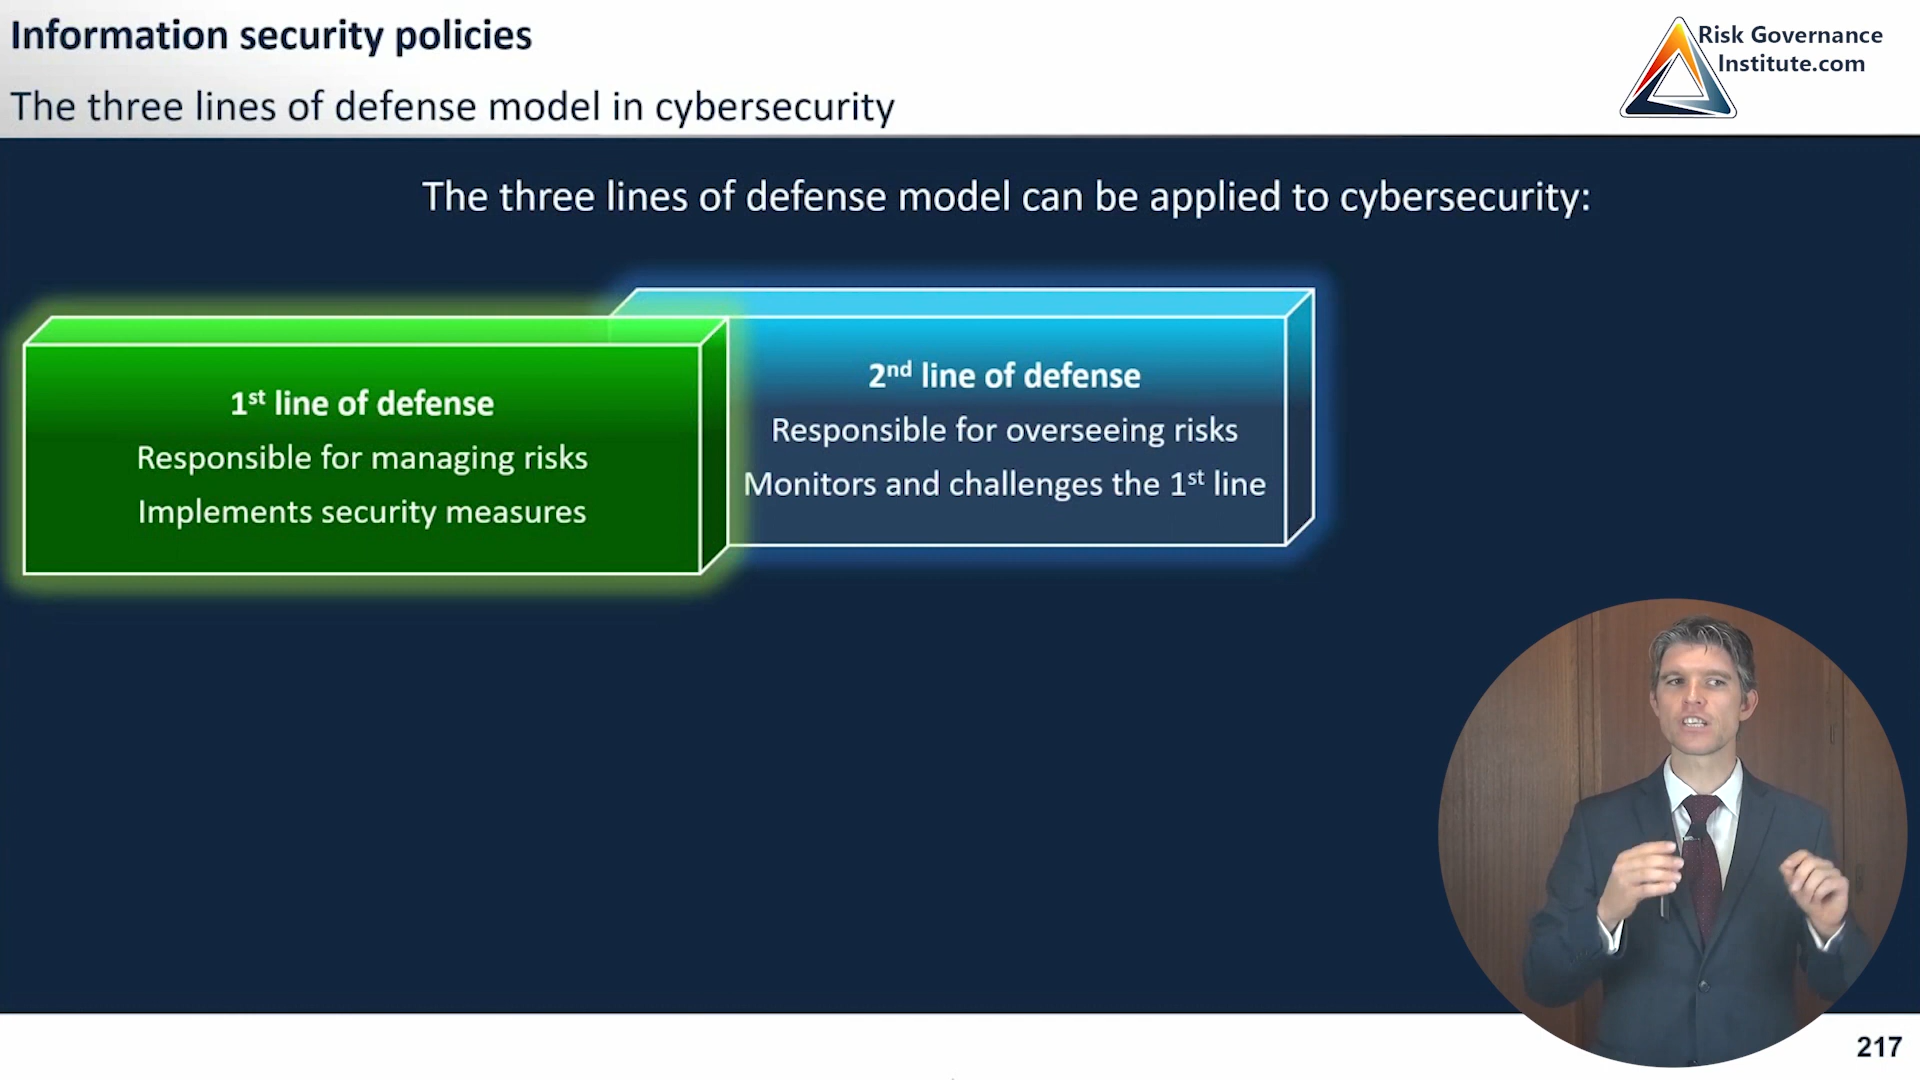 Information security policies
The three lines of defense model in cybersecurity
Risk Governance
Institute.com
The three lines of defense model can be applied to cybersecurity:
1st line of defense
Responsible for managing risks
Implements security measures
2nd line of defense
Responsible for overseeing risks
Monitors and challenges the 1st line
217